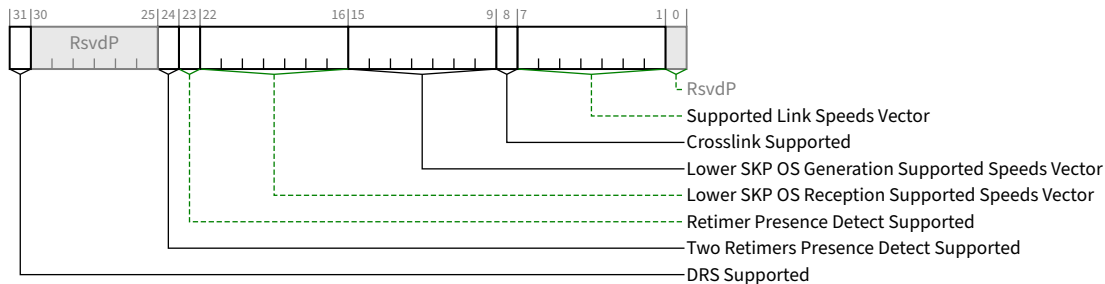 31 30 25 24 23 22 16 15 9 8 7 1 0
RsvdP
RsvdP
Supported Link Speeds Vector
Crosslink Supported
Lower SKP OS Generation Supported Speeds Vector
Lower SKP OS Reception Supported Speeds Vector
Retimer Presence Detect Supported
Two Retimers Presence Detect Supported
DRS Supported